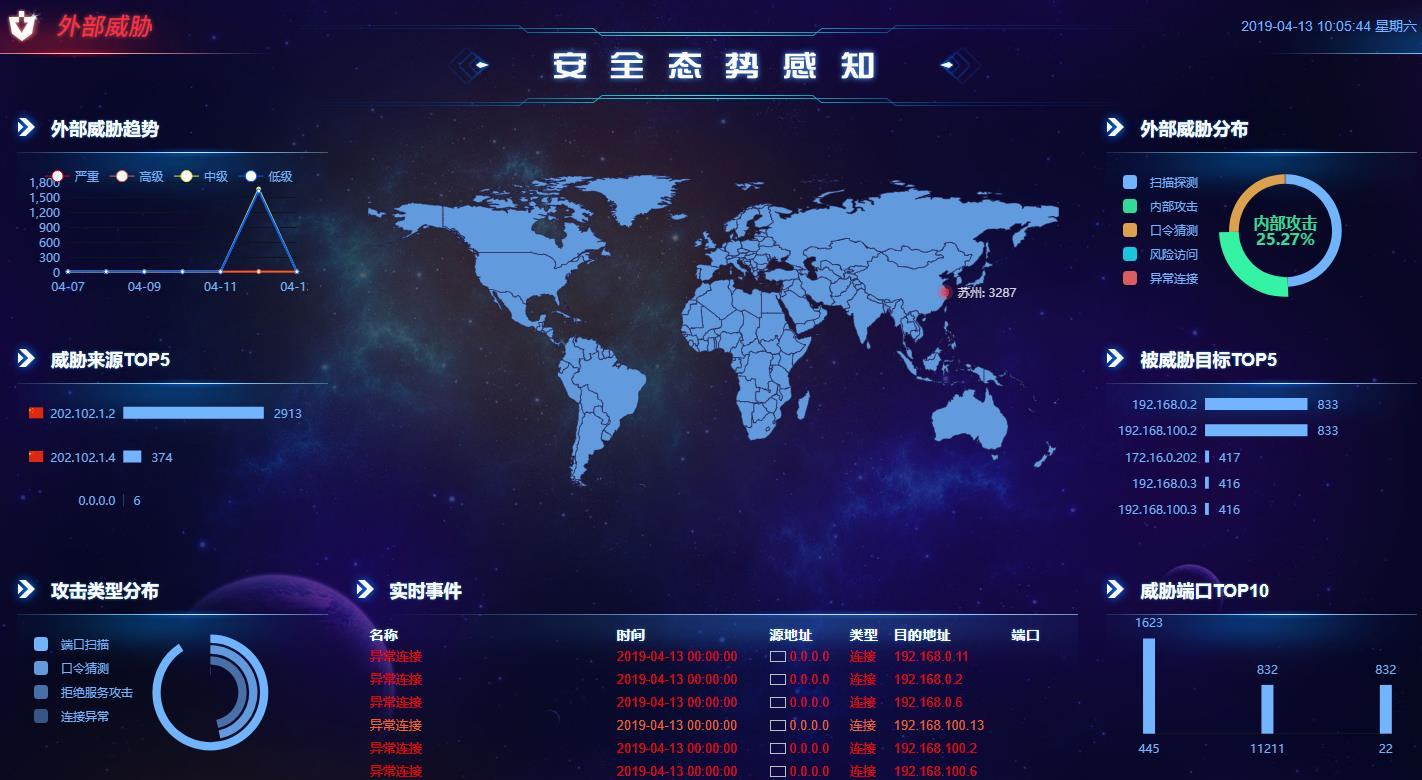 外部威胁
2019-04-13 10:05:44 星期六
安全态势感知
外部威胁趋势
严重 高级 中级 低级
1,800
1,500
1,200
900
600
300
0
04-07 04-09 04-11 04-1
威胁来源TOP5
202.102.1.2 2913
202.102.1.4 374
0.0.0.0 6
攻击类型分布
端口扫描
口令猜测
拒绝服务攻击
连接异常
苏州: 3287
实时事件
名称 时间 源地址 类型 目的地址 端口
异常连接 2019-04-13 00:00:00 0.0.0.0 连接 192.168.0.11
异常连接 2019-04-13 00:00:00 0.0.0.0 连接 192.168.0.2
异常连接 2019-04-13 00:00:00 0.0.0.0 连接 192.168.0.6
异常连接 2019-04-13 00:00:00 0.0.0.0 连接 192.168.100.13
异常连接 2019-04-13 00:00:00 0.0.0.0 连接 192.168.100.2
异常连接 2019-04-13 00:00:00 0.0.0.0 连接 192.168.100.6
外部威胁分布
扫描探测
内部攻击
口令猜测
风险访问
异常连接
内部攻击
25.27%
被威胁目标TOP5
192.168.0.2 833
192.168.100.2 833
172.16.0.202 417
192.168.0.3 416
192.168.100.3 416
威胁端口TOP10
1623
832 832
445 11211 22